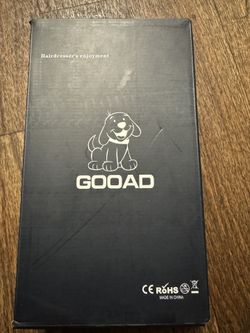 Hairdresser's enjoyment
GOOAD
CE RoHS
MADE IN CHINA